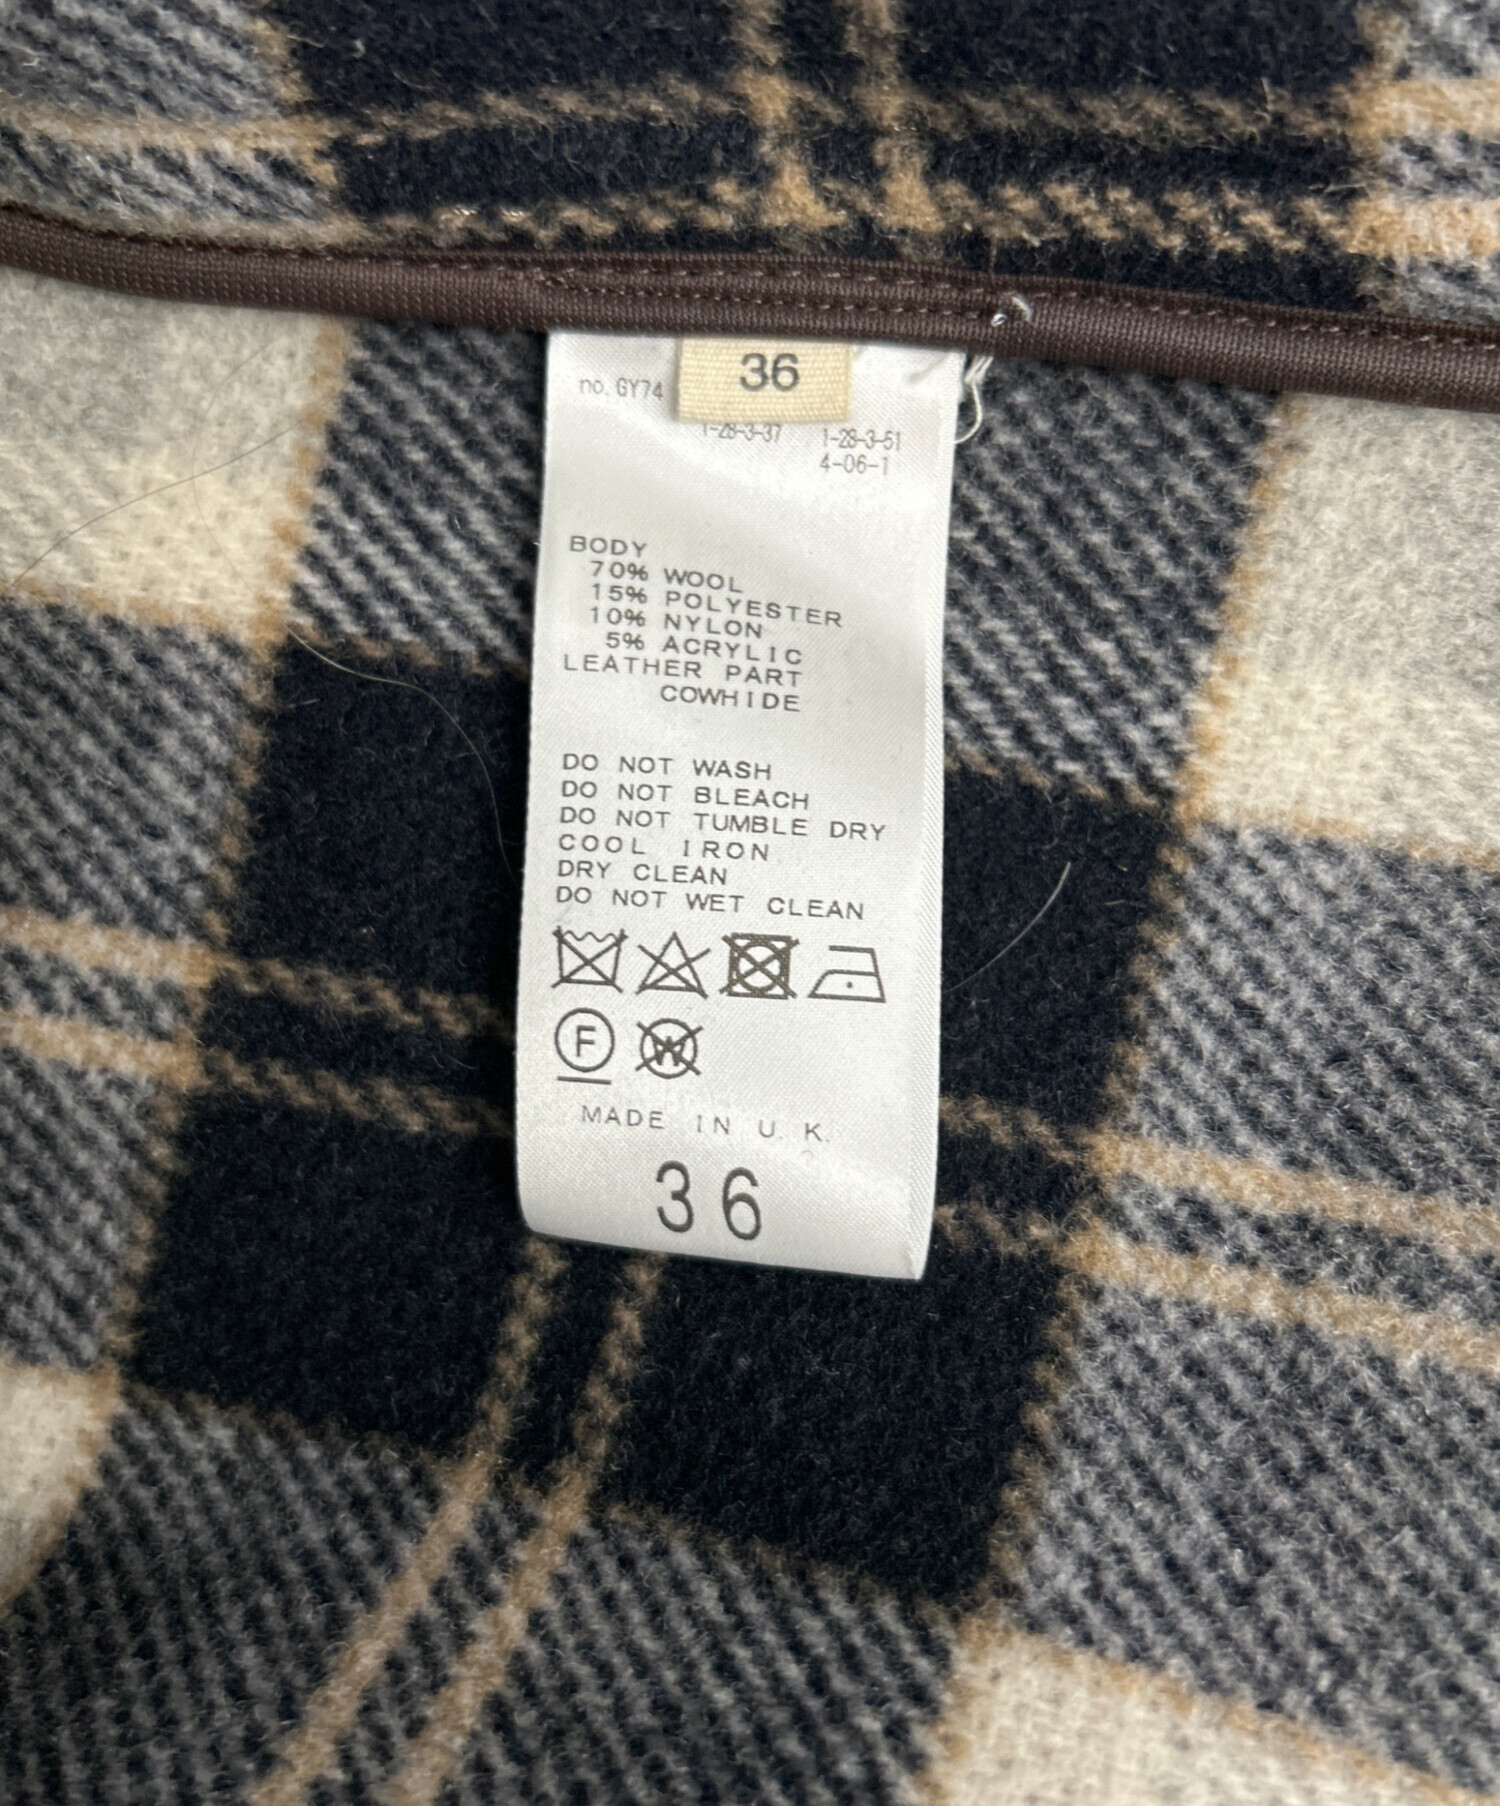 36
no. GY74
1-28-3-37 1-28-3-51
4-06-1
BODY
70% WOOL
15% POLYESTER
10% NYLON
5% ACRYLIC
LEATHER PART
COWHIDE
DO NOT WASH
DO NOT BLEACH
DO NOT TUMBLE DRY
COOL IRON
DRY CLEAN
DO NOT WET CLEAN
F W
MADE IN U. K.
36